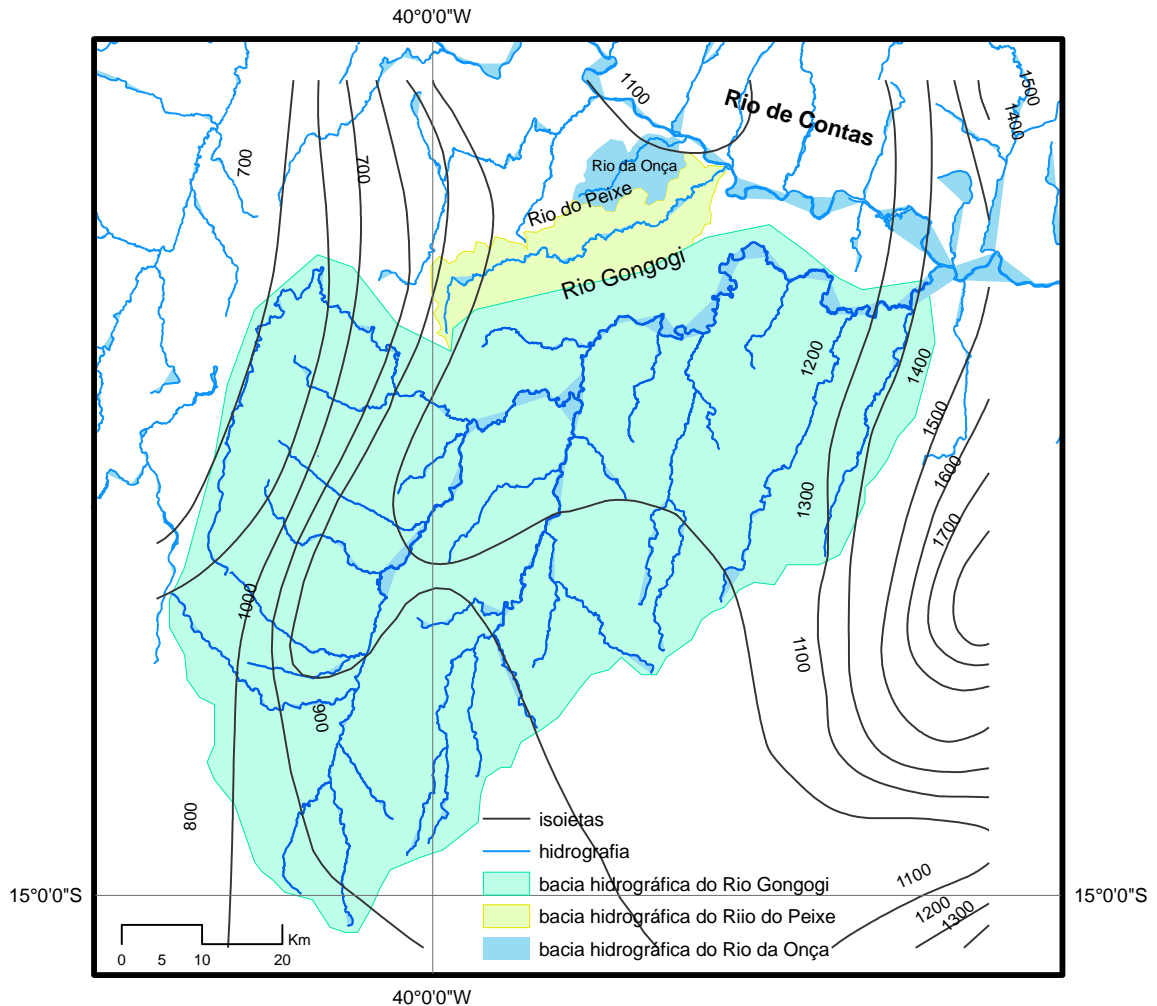 40°0'0"W
1500
1100
1400
Rio de Contas
700
700
Rio da Onça
Rio do Peixe
Rio Gongogi
1200
1400
1500
1600
1300
1700
1000
1100
900
800
isoietas
hidrografia
1100
15°0'0"S
bacia hidrográfica do Rio Gongogi
15°0'0"S
1200
1300
bacia hidrográfica do Riio do Peixe
Km
bacia hidrográfica do Rio da Onça
0 5 10 20
40°0'0"W